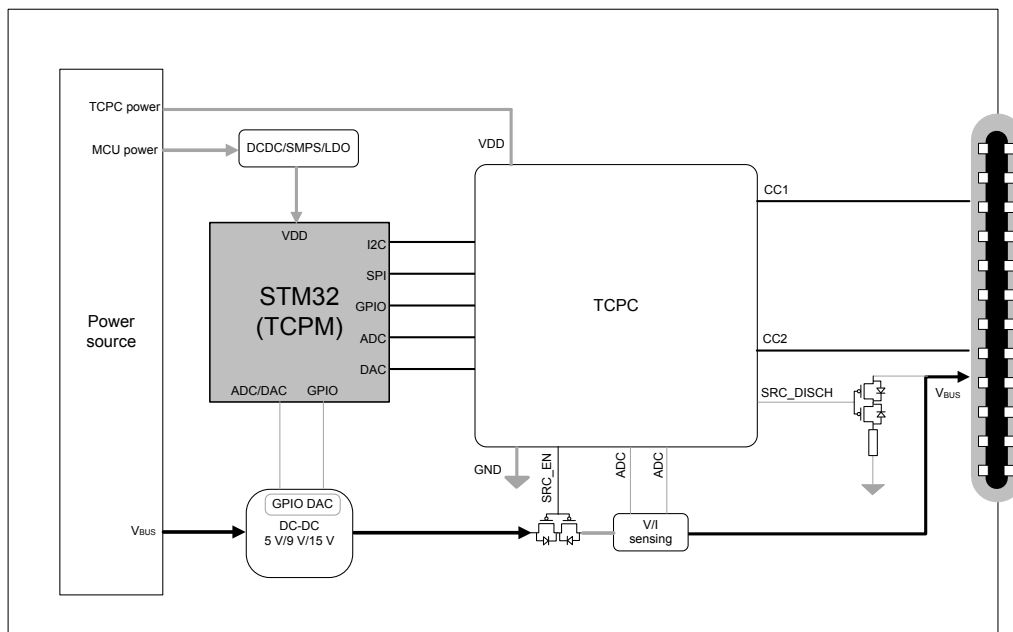 TCPC power
MCU power
DCDC/SMPS/LDO
VDD
CC1
VDD
I2C
SPI
STM32
(TCPM)
GPIO
TCPC
Power
source
ADC
CC2
DAC
ADC/DAC
GPIO
SRC_DISCH
VBUS
GND
SRC_EN
ADC
ADC
GPIO DAC
DC-DC
5 V/9 V/15 V
VBUS
V/I
sensing